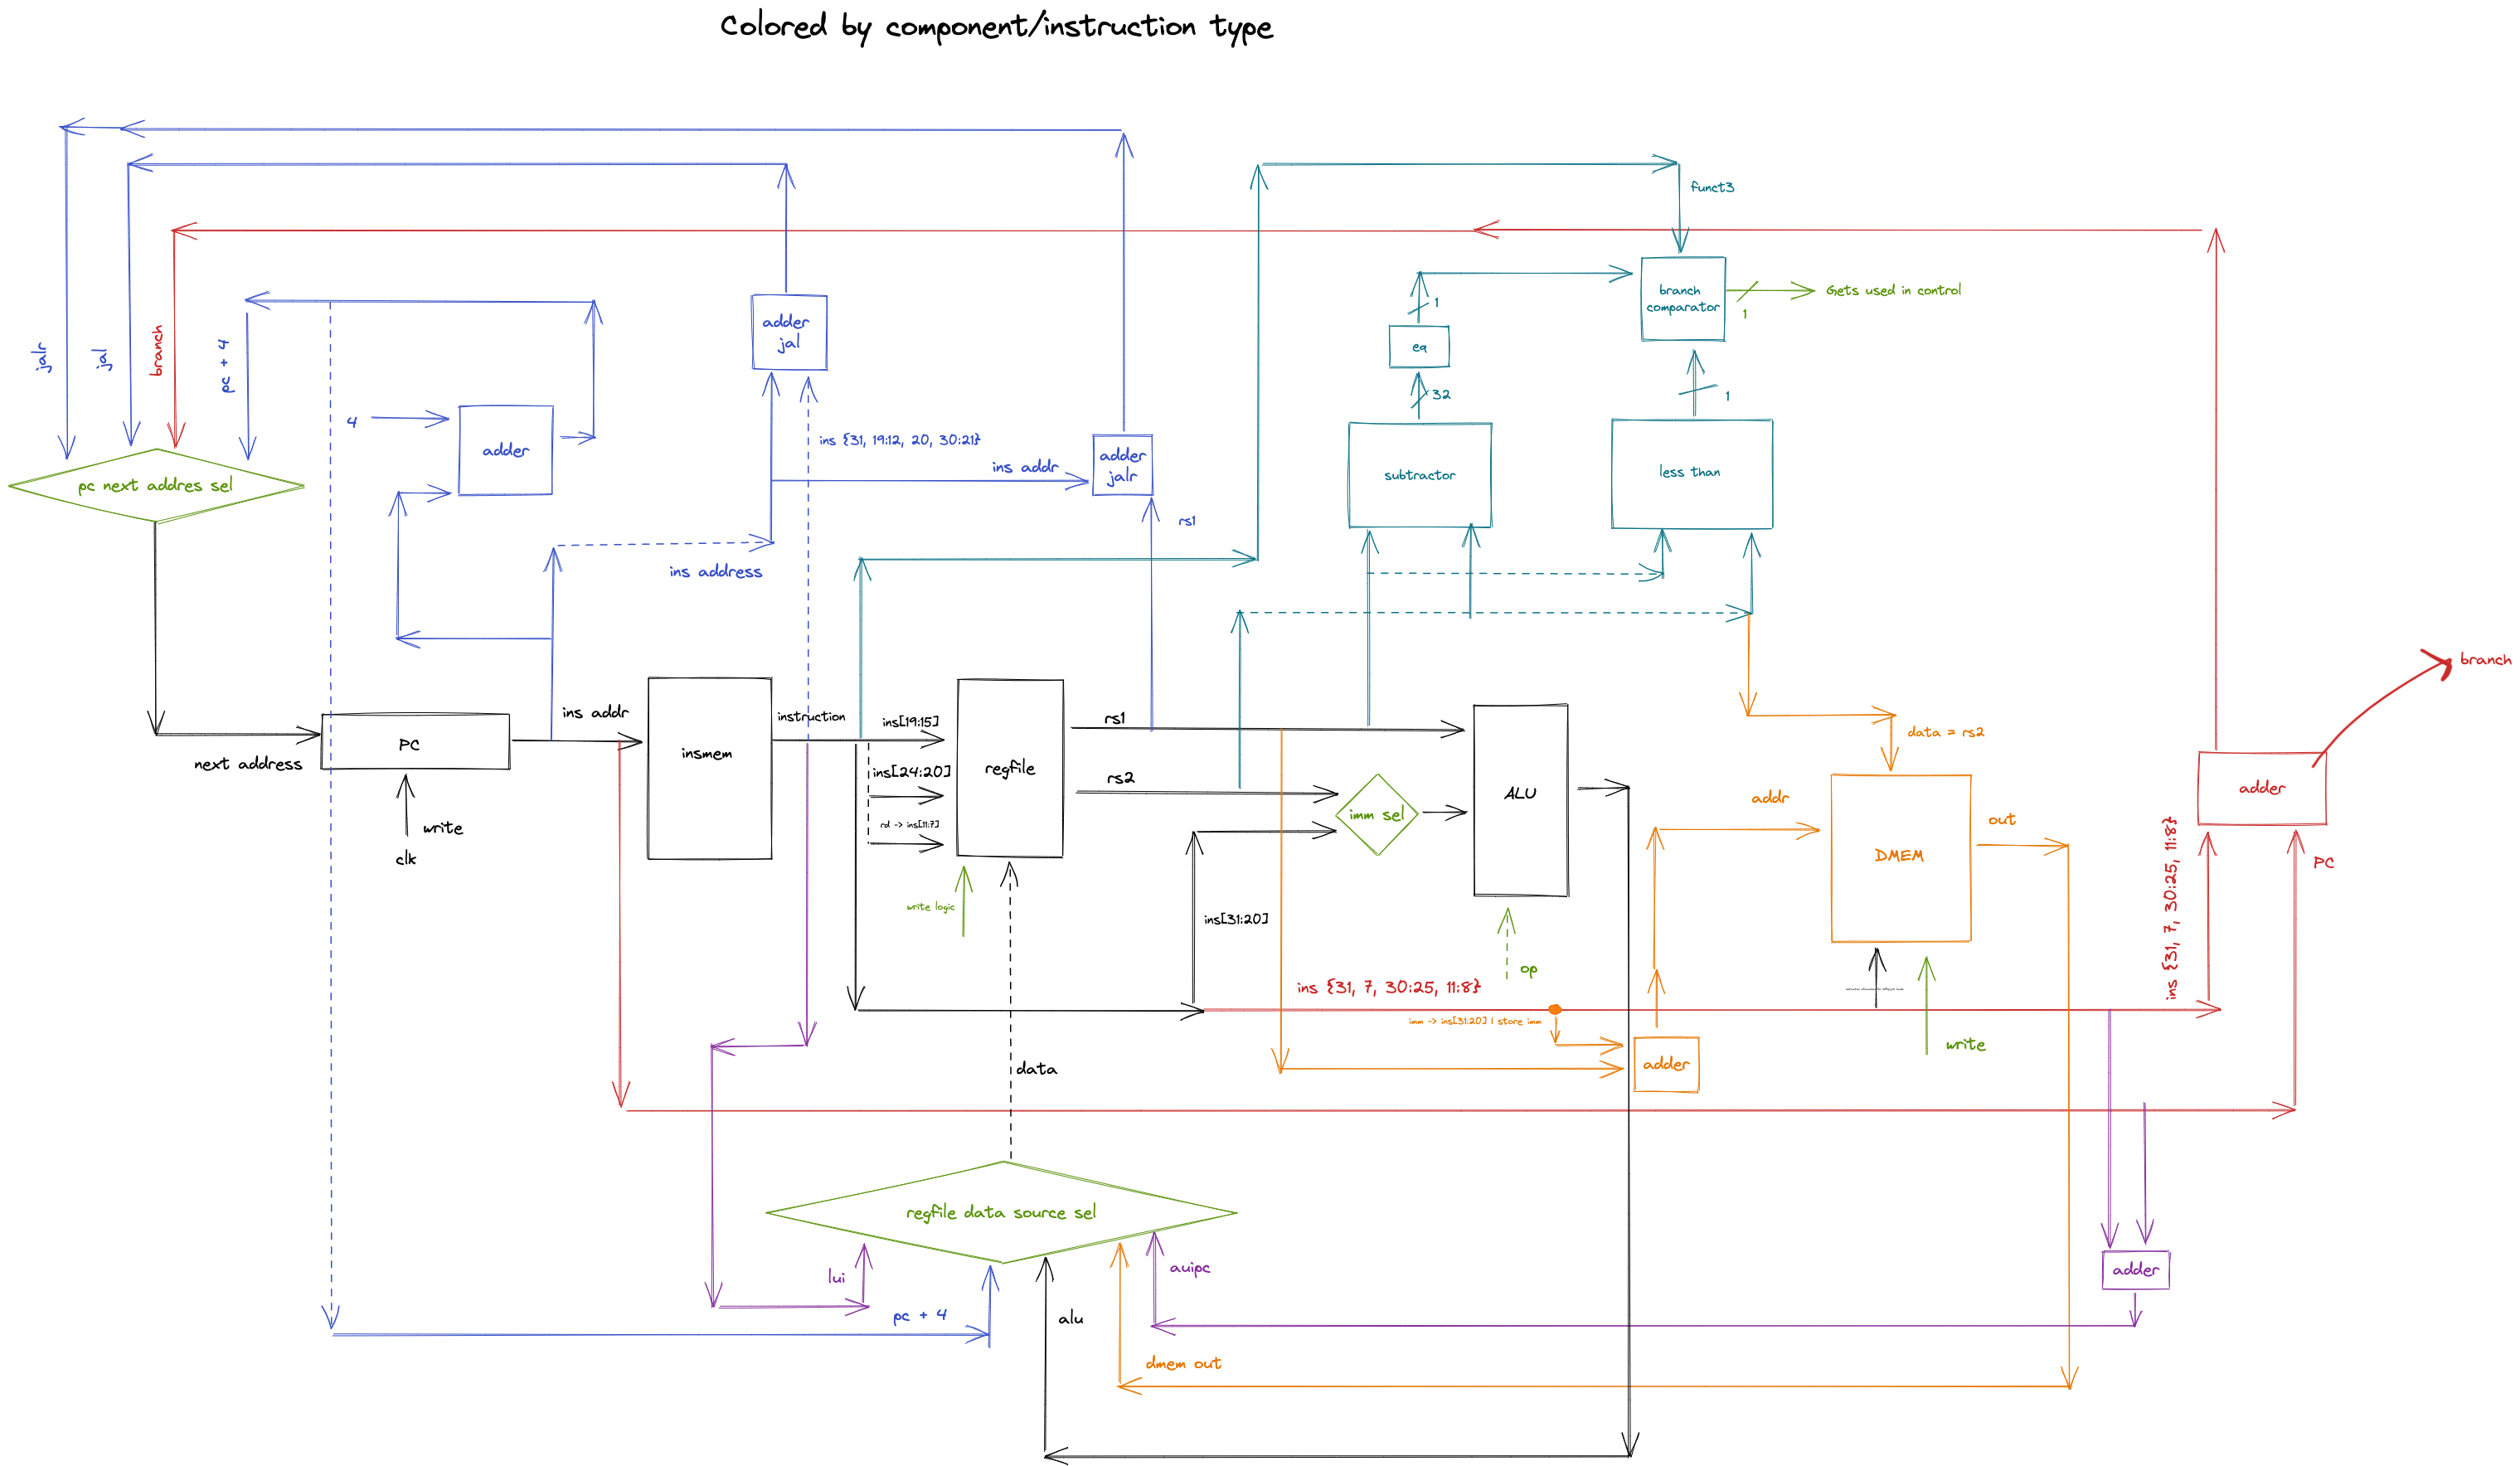 Colored by component/instruction type
funct3
branch
comparator
Gets used in control
1
1
eq
32
1
jalr
jal
branch
pc + 4
adder
jal
4
adder
ins {31, 19:12, 20, 30:21}
ins addr
adder
jalr
rs1
subtractor
less than
pc next addres sel
ins address
branch
ins addr
instruction
ins[19:15]
rs1
data = rs2
PC
next address
insmem
ins[24:20]
regfile
rs2
imm sel
ALU
addr
adder
write
clk
rd -> ins[11:7]
out
DMEM
PC
write logic
ins[31:20]
ins {31, 7, 30:25, 11:8}
op
ins {31, 7, 30:25, 11:8}
imm -> ins[31:20] | store imm
write
adder
data
regfile data source sel
lui
auipc
adder
pc + 4
alu
dmem out